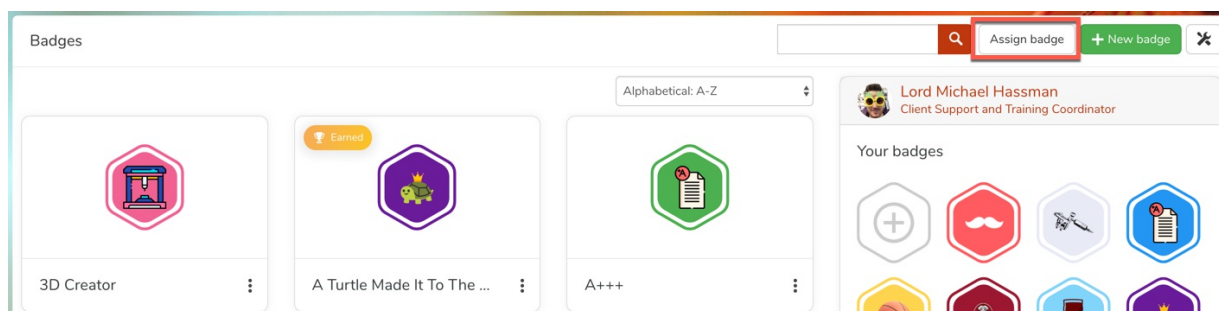 Badges
Assign badge
+ New badge
Alphabetical: A-Z
Lord Michael Hassman
Client Support and Training Coordinator
Earned
Your badges
3D Creator
A Turtle Made It To The ...
A+++